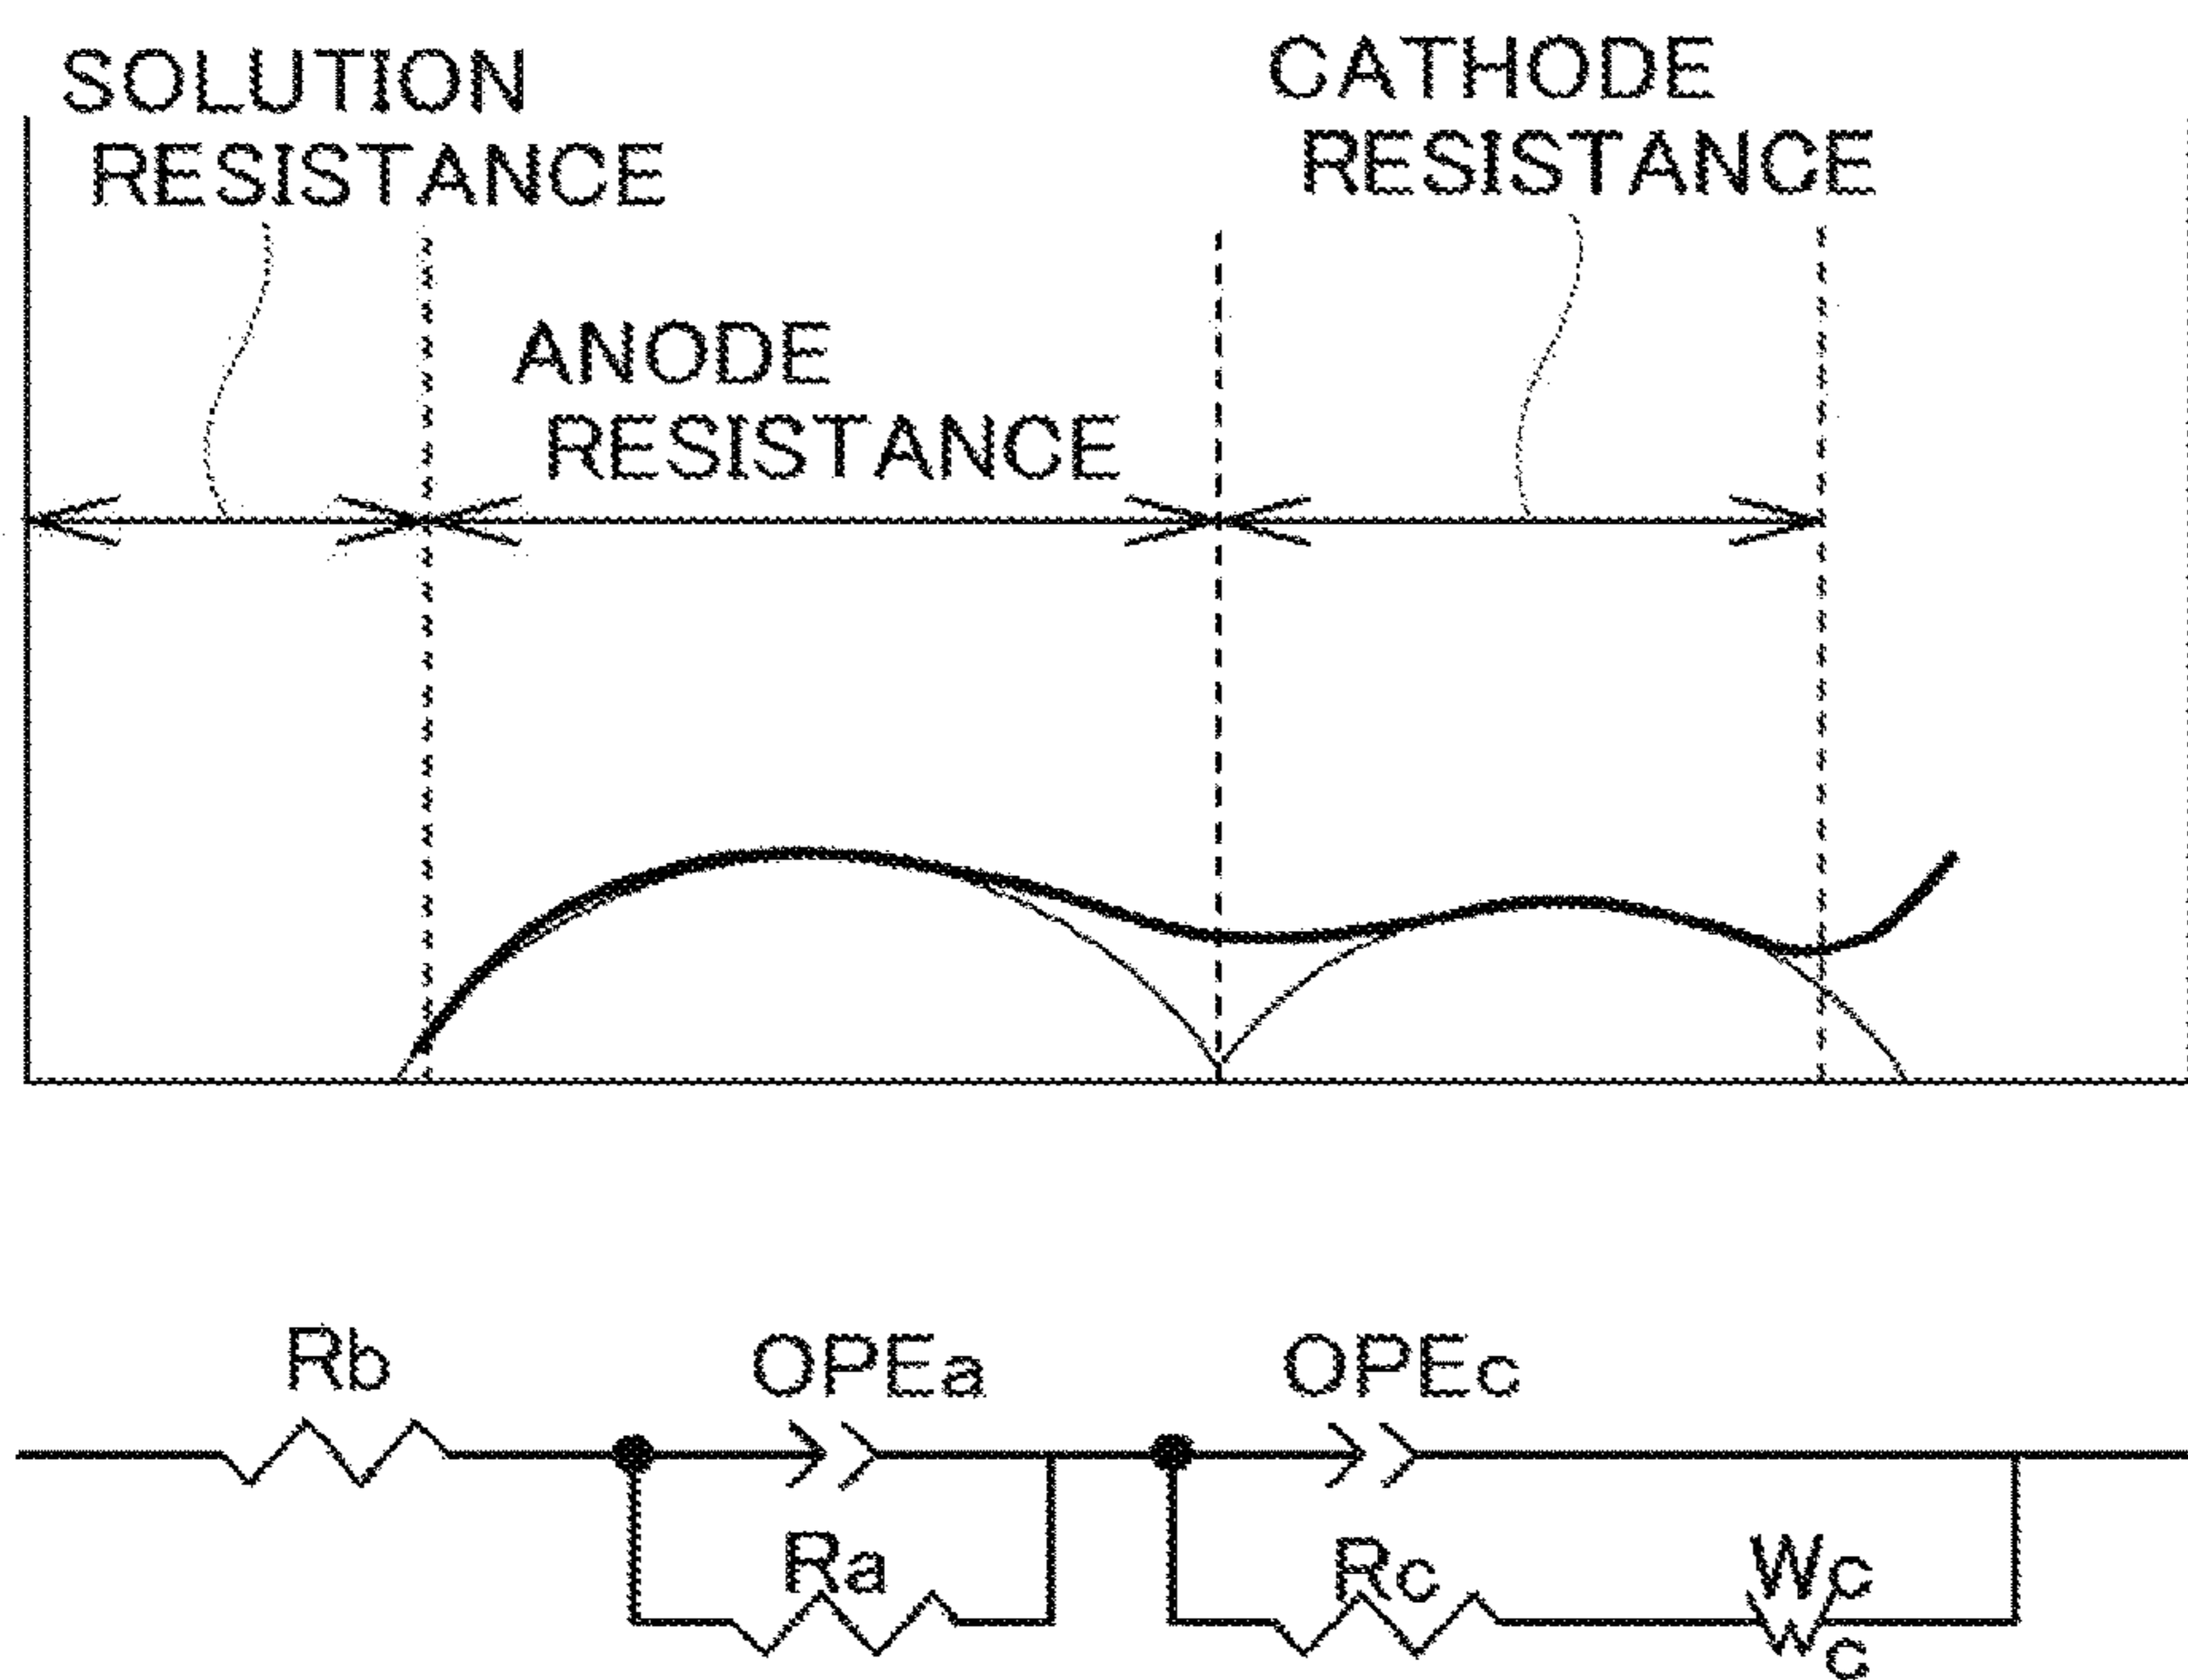 SOLUTION
RESISTANCE
CATHODE
RESISTANCE
ANODE
RESISTANCE
Rb
OPEa
OPEc
Ra
Rc
Wc
Wc